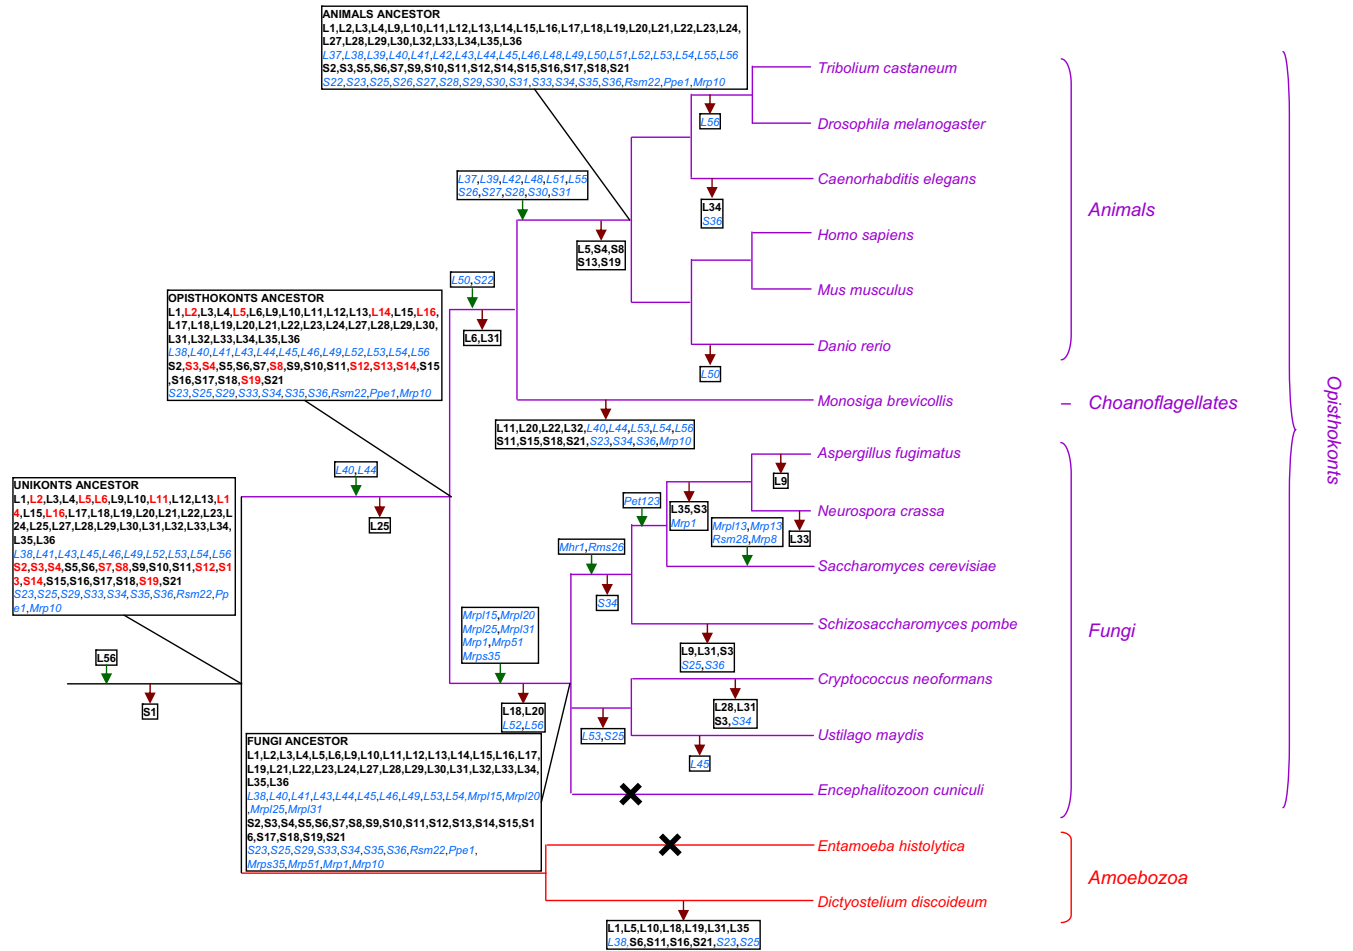 ANIMALS ANCESTOR
L1,L2,L3,L4,L9,L10,L11,L12,L13,L14,L15,L16,L17,L18,L19,L20,L21,L22,L23,L24,
L27,L28,L29,L30,L32,L33,L34,L35,L36
L37,L38,L39,L40,L41,L42,L43,L44,L45,L46,L48,L49,L50,L51,L52,L53,L54,L55,L56
S2,S3,S5,S6,S7,S9,S10,S11,S12,S14,S15,S16,S17,S18,S21
S22,S23,S25,S26,S27,S28,S29,S30,S31,S33,S34,S35,S36,Rsm22,Ppe1,Mrp10
Tribolium castaneum
L56
Drosophila melanogaster
L37,L39,L42,L48,L51,L55
S26,S27,S28,S30,S31
Caenorhabditis elegans
L34
S36
Animals
Homo sapiens
L5,S4,S8
S13,S19
L50,S22
Mus musculus
OPISTHOKONTS ANCESTOR
L1,L2,L3,L4,L5,L6,L9,L10,L11,L12,L13,L14,L15,L16,
L17,L18,L19,L20,L21,L22,L23,L24,L27,L28,L29,L30,
L31,L32,L33,L34,L35,L36
L38,L40,L41,L43,L44,L45,L46,L49,L52,L53,L54,L56
S2,S3,S4,S5,S6,S7,S8,S9,S10,S11,S12,S13,S14,S15
,S16,S17,S18,S19,S21
S23,S25,S29,S33,S34,S35,S36,Rsm22,Ppe1,Mrp10
L6,L31
Danio rerio
L50
Monosiga brevicollis
Choanoflagellates
Opisthokonts
L11,L20,L22,L32,L40,L44,L53,L54,L56
S11,S15,S18,S21,S23,S34,S36,Mrp10
Aspergillus fugimatus
L9
L40,L44
L25
UNIKONTS ANCESTOR
L1,L2,L3,L4,L5,L6,L9,L10,L11,L12,L13,L1
4,L15,L16,L17,L18,L19,L20,L21,L22,L23,L
24,L25,L27,L28,L29,L30,L31,L32,L33,L34,
L35,L36
L38,L41,L43,L45,L46,L49,L52,L53,L54,L56
S2,S3,S4,S5,S6,S7,S8,S9,S10,S11,S12,S1
3,S14,S15,S16,S17,S18,S19,S21
S23,S25,S29,S33,S34,S35,S36,Rsm22,Pp
e1,Mrp10
Pet123
L35,S3
Mrp1
Neurospora crassa
L33
Mrpl13,Mrp13
Rsm28,Mrp8
Mhr1,Rms26
Saccharomyces cerevisiae
S34
Mrpl15,Mrpl20
Mrpl25,Mrpl31
Mrp1,Mrp51
Mrps35
Schizosaccharomyces pombe
Fungi
L9,L31,S3
S25,S36
L56
S1
Cryptococcus neoformans
L28,L31
S3,S34
L18,L20
L52,L56
L53,S25
Ustilago maydis
L45
FUNGI ANCESTOR
L1,L2,L3,L4,L5,L6,L9,L10,L11,L12,L13,L14,L15,L16,L17,
L19,L21,L22,L23,L24,L27,L28,L29,L30,L31,L32,L33,L34,
L35,L36
L38,L40,L41,L43,L44,L45,L46,L49,L53,L54,Mrpl15,Mrpl20
,Mrpl25,Mrpl31
S2,S3,S4,S5,S6,S7,S8,S9,S10,S11,S12,S13,S14,S15,S1
6,S17,S18,S19,S21
S23,S25,S29,S33,S34,S35,S36,Rsm22,Ppe1,
Mrps35,Mrp51,Mrp1,Mrp10
Encephalitozoon cuniculi
Entamoeba histolytica
Amoebozoa
Dictyostelium discoideum
L1,L5,L10,L18,L19,L31,L35
L38,S6,S11,S16,S21,S23,S25